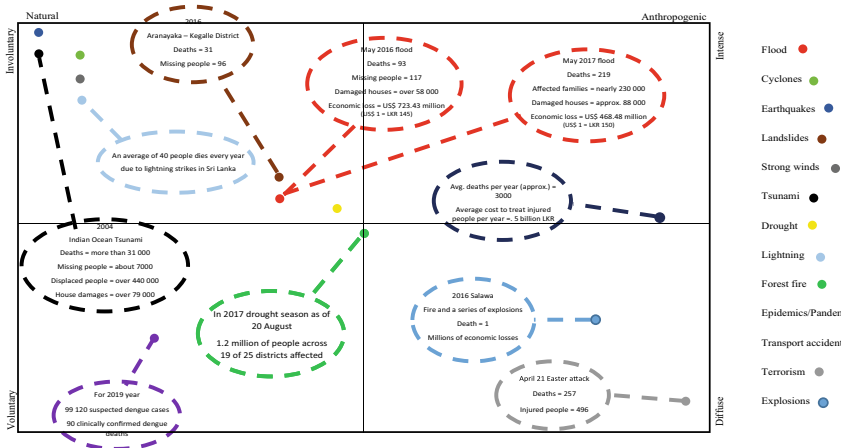 Natural
Anthropogenic
Involuntary
Voluntary
Intense
Diffuse
2016
Aranayaka – Kegalle District
Deaths = 31
Missing people = 96
May 2016 flood
Deaths = 93
Missing people = 117
Damaged houses = over 58 000
Economic loss = US$ 723.43 million
(US$ 1 = LKR 145)
May 2017 flood
Deaths = 219
Affected families = nearly 230 000
Damaged houses = approx. 88 000
Economic loss = US$ 468.48 million
(US$ 1 = LKR 150)
An average of 40 people dies every year
due to lightning strikes in Sri Lanka
Avg. deaths per year (approx.) =
3000
Average cost to treat injured
people per year =. 5 billion LKR
2004
Indian Ocean Tsunami
Deaths = more than 31 000
Missing people = about 7000
Displaced people = over 440 000
House damages = over 79 000
In 2017 drought season as of
20 August
1.2 million of people across
19 of 25 districts affected
2016 Salawa
Fire and a series of explosions
Death = 1
Millions of economic losses
For 2019 year
99 120 suspected dengue cases
90 clinically confirmed dengue
deaths
April 21 Easter attack
Deaths = 257
Injured people = 496
Flood
Cyclones
Earthquakes
Landslides
Strong winds
Tsunami
Drought
Lightning
Forest fire
Epidemics/Pandem
Transport accident
Terrorism
Explosions